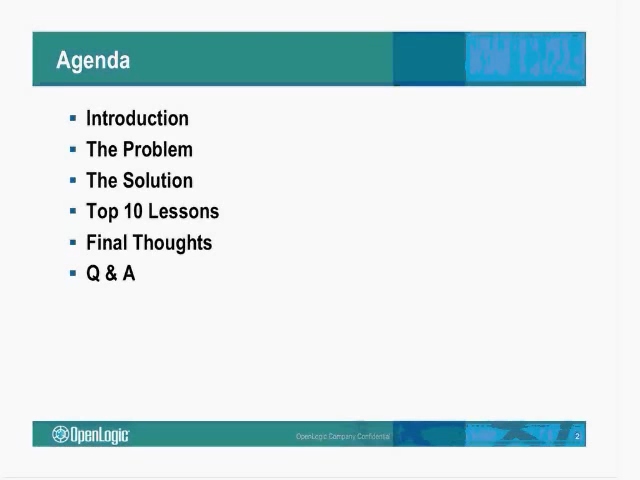 Agenda
Introduction
The Problem
The Solution
Top 10 Lessons
Final Thoughts
Q & A
OpenLogic
OpenLogic Company Confidential
2